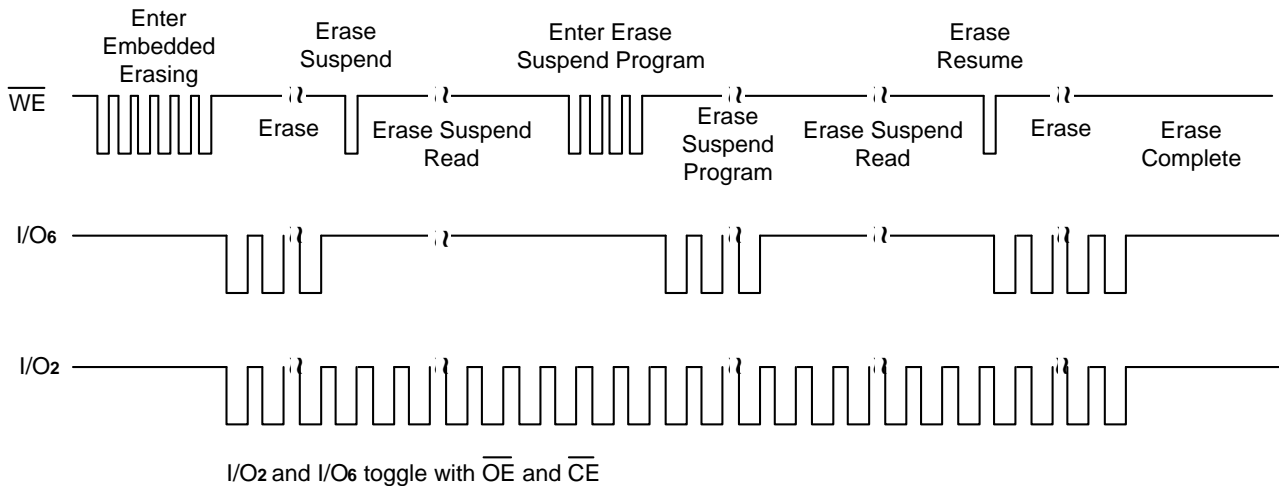 Enter
Embedded
Erasing
Erase
Suspend
Enter Erase
Suspend Program
Erase
Resume
WE
Erase
Erase Suspend
Read
Erase
Suspend
Program
Erase Suspend
Read
Erase
Erase
Complete
I/O6
I/O2
I/O2 and I/O6 toggle with OE and CE